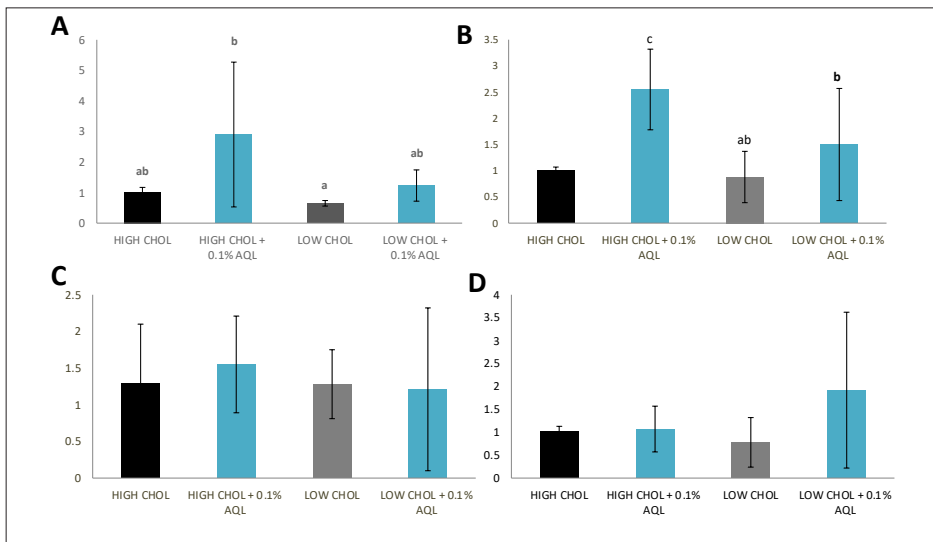 A
6
5
4
3
2
1
0
ab
b
a
ab
HIGH CHOL
HIGH CHOL +
0.1% AQL
LOW CHOL
LOW CHOL +
0.1% AQL
B
3.5
3
2.5
2
1.5
1
0.5
0
c
ab
b
HIGH CHOL
HIGH CHOL + 0.1%
AQL
LOW CHOL
LOW CHOL + 0.1%
AQL
C
2.5
2
1.5
1
0.5
0
HIGH CHOL
HIGH CHOL + 0.1%
AQL
LOW CHOL
LOW CHOL + 0.1%
AQL
D
4
3.5
3
2.5
2
1.5
1
0.5
0
HIGH CHOL
HIGH CHOL + 0.1%
AQL
LOW CHOL
LOW CHOL + 0.1%
AQL